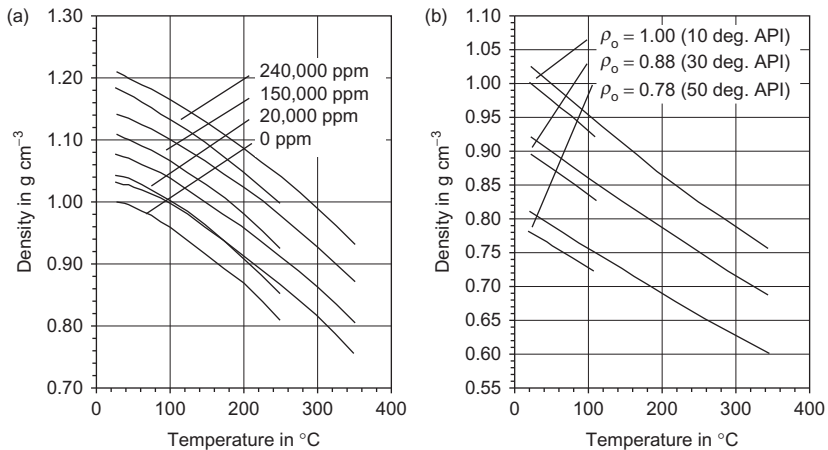 (a)
1.30
1.20
1.10
1.00
0.90
0.80
0.70
Density in g cm⁻³
240,000 ppm
150,000 ppm
20,000 ppm
0 ppm
0 100 200 300 400
Temperature in °C
(b)
1.10
1.05
1.00
0.95
0.90
0.85
0.80
0.75
0.70
0.65
0.60
0.55
Density in g cm⁻³
ρₒ = 1.00 (10 deg. API)
ρₒ = 0.88 (30 deg. API)
ρₒ = 0.78 (50 deg. API)
0 100 200 300 400
Temperature in °C